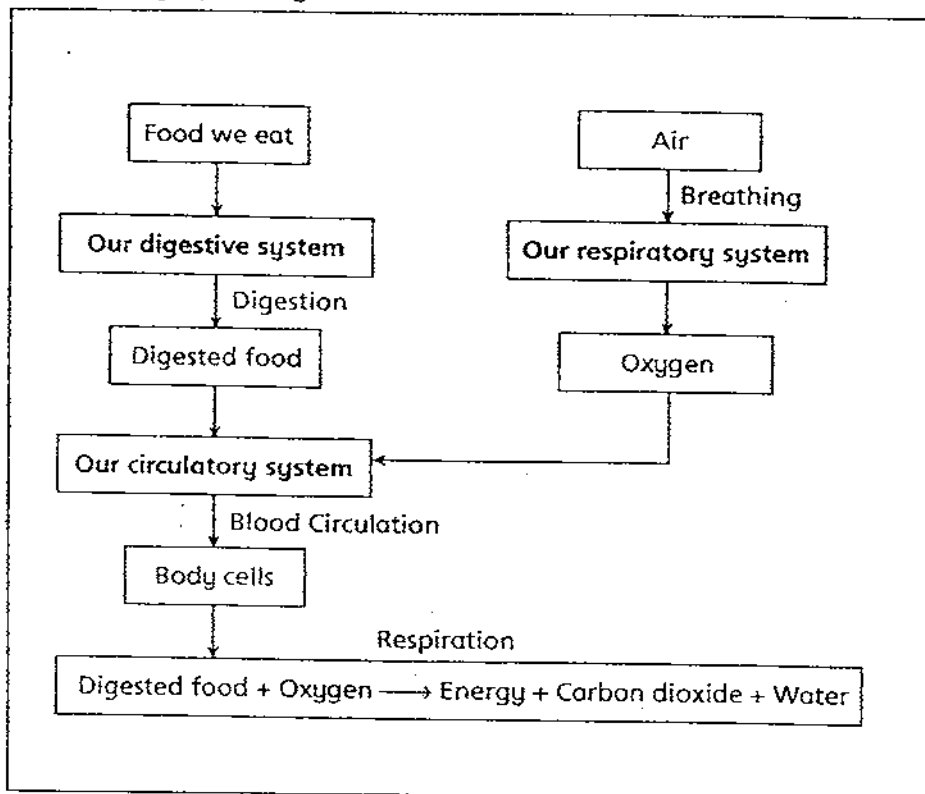 Food we eat
Air
Breathing
Our digestive system
Our respiratory system
Digestion
Digested food
Oxygen
Our circulatory system
Blood Circulation
Body cells
Respiration
Digested food + Oxygen ⟶ Energy + Carbon dioxide + Water